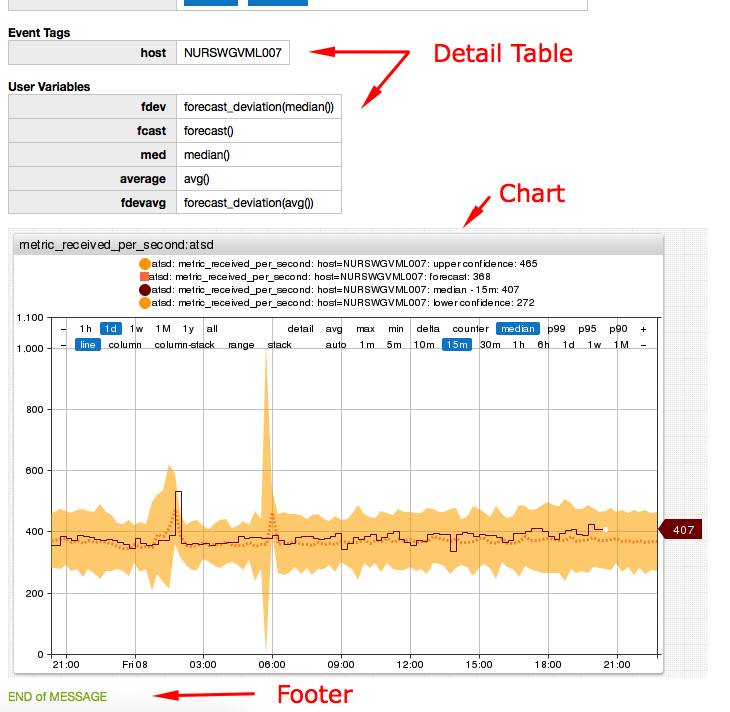 Event Tags
host NURSWGVML007
Detail Table
User Variables
fdev forecast_deviation(median())
fcast forecast()
med median()
average avg()
fdevavg forecast_deviation(avg())
Chart
metric_received_per_second:atsd
atsd: metric_received_per_second: host=NURSWGVML007: upper confidence: 465
atsd: metric_received_per_second: host=NURSWGVML007: forecast: 368
atsd: metric_received_per_second: host=NURSWGVML007: median - 15m: 407
atsd: metric_received_per_second: host=NURSWGVML007: lower confidence: 272
1.100
– 1h 1d 1w 1M 1y all detail avg max min delta counter median p99 p95 p90 +
– line column column-stack range stack auto 1m 5m 10m 15m 30m 1h 6h 1d 1w 1M –
1.000
800
600
400
407
200
0
21:00 Fri 08 03:00 06:00 09:00 12:00 15:00 18:00 21:00
END of MESSAGE
Footer